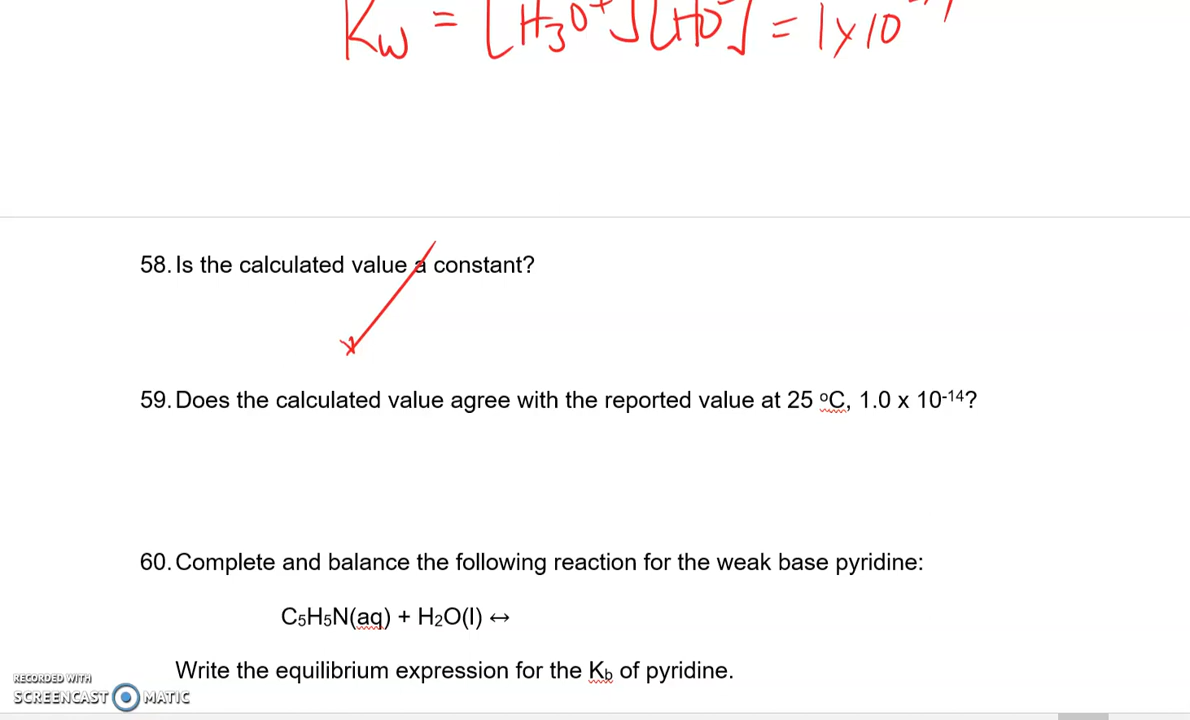 Kw = [H₃O⁺][HO⁻] = 1x10
58. Is the calculated value a constant?
59. Does the calculated value agree with the reported value at 25 ᵒC, 1.0 x 10⁻¹⁴?
60. Complete and balance the following reaction for the weak base pyridine:
C₅H₅N(aq) + H₂O(l) ↔
Write the equilibrium expression for the K_b of pyridine.
RECORDED WITH
SCREENCAST MATIC